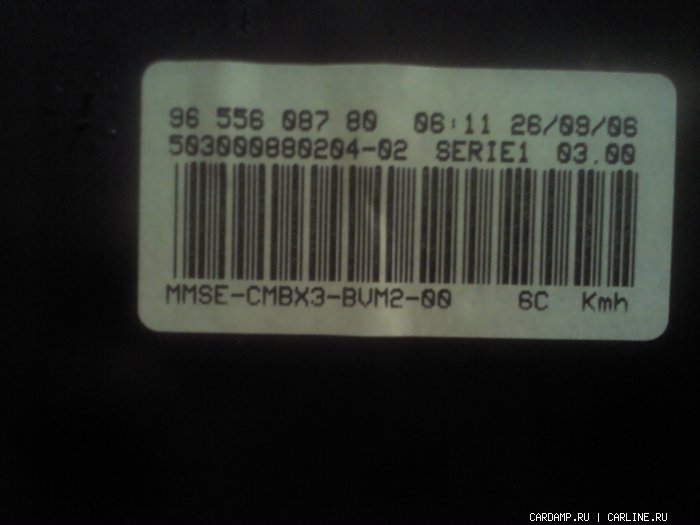 96 556 087 80 06:11 26/09/06
503000880204-02 SERIE1 03.00
MMSE-CMBX3-BVM2-00 6C Kmh
CARDAMP.RU | CARLINE.RU